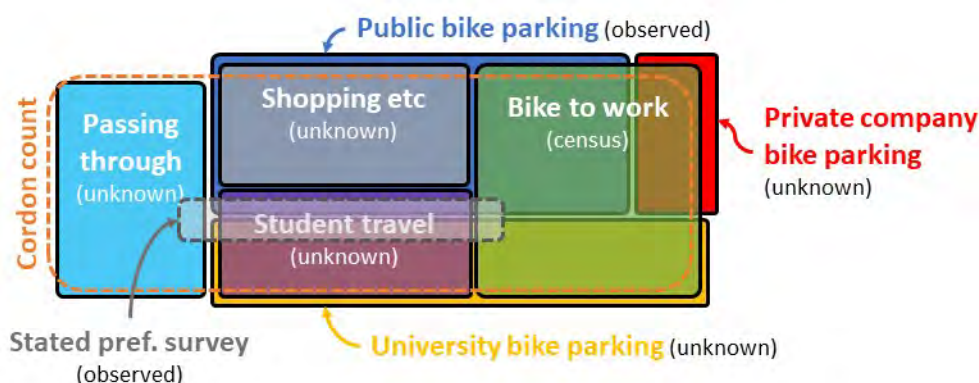 Public bike parking (observed)
Cordon count
Passing
through
(unknown)
Shopping etc
(unknown)
Bike to work
(census)
Private company
bike parking
(unknown)
Student travel
(unknown)
Stated pref. survey
(observed)
University bike parking (unknown)